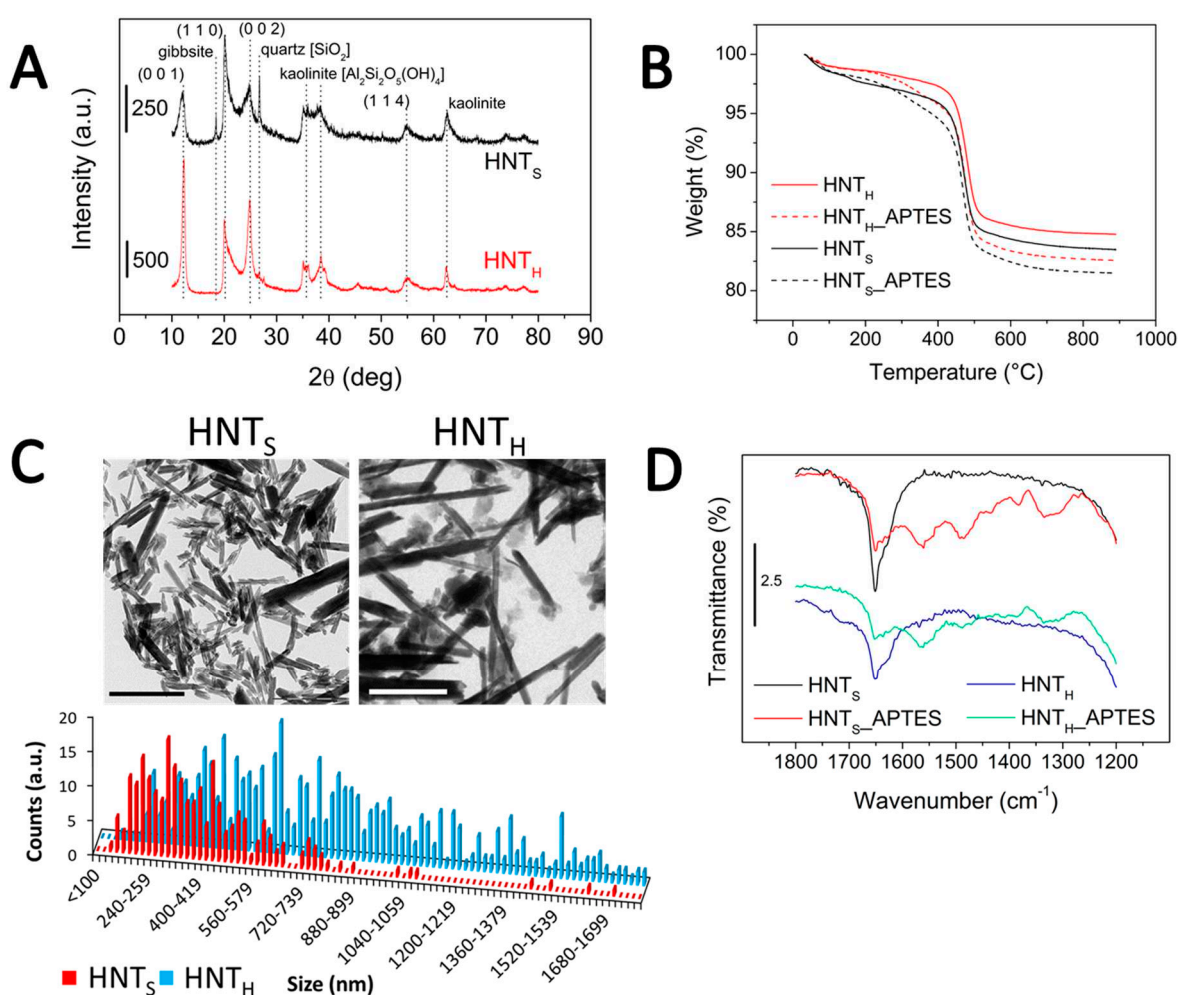 A
(1 1 0)
(0 0 2)
gibbsite
quartz [SiO2]
(0 0 1)
kaolinite [Al2Si2O5(OH)4]
250
(1 1 4)
kaolinite
HNTS
500
HNTH
Intensity (a.u.)
0 10 20 30 40 50 60 70 80 90
2θ (deg)
B
100
95
90
85
80
Weight (%)
HNTH
HNTH_APTES
HNTS
HNTS_APTES
0 200 400 600 800 1000
Temperature (°C)
C
HNTS
HNTH
20
15
10
5
0
Counts (a.u.)
<100
240-259
400-419
560-579
720-739
880-899
1040-1059
1200-1219
1360-1379
1520-1539
1680-1699
HNTS HNTH
Size (nm)
D
2.5
Transmittance (%)
HNTS
HNTH
HNTS_APTES
HNTH_APTES
1800 1700 1600 1500 1400 1300 1200
Wavenumber (cm-1)